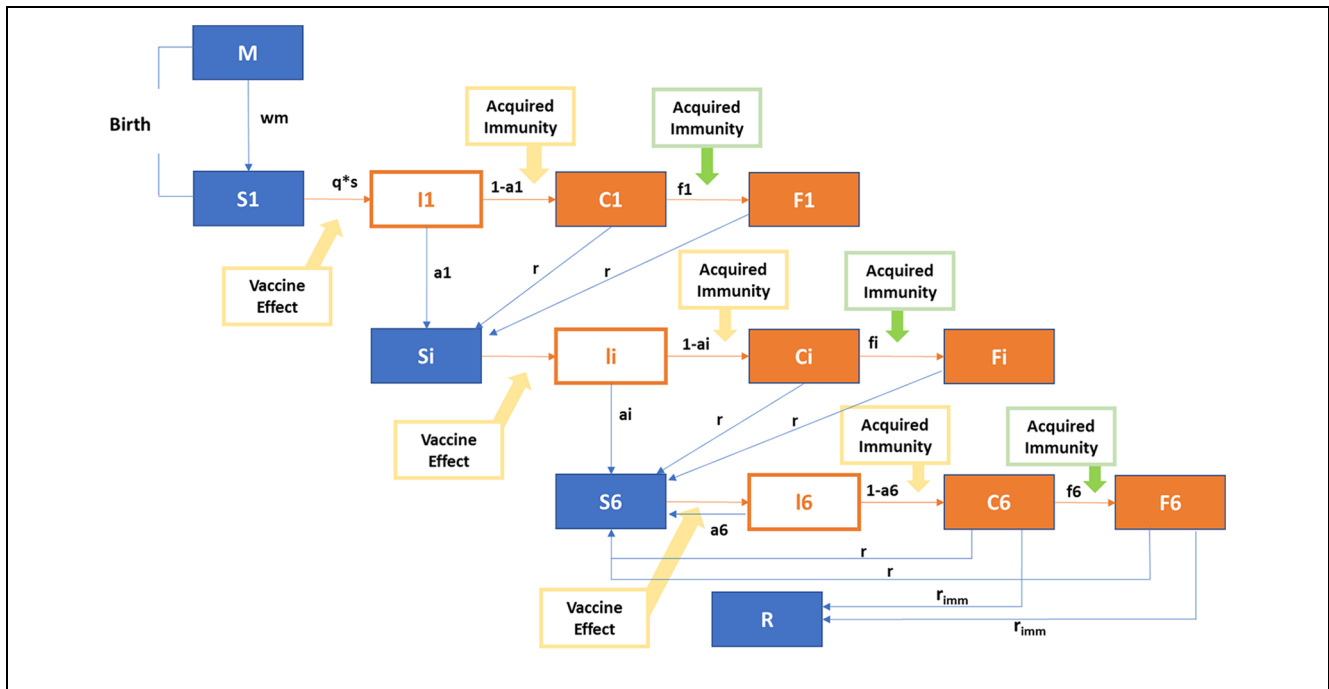 M
Birth
wm
Acquired
Immunity
Acquired
Immunity
S1
q*s
I1
1-a1
C1
f1
F1
Vaccine
Effect
a1
r
r
Acquired
Immunity
Acquired
Immunity
Si
Ii
1-ai
Ci
fi
Fi
Vaccine
Effect
ai
r
r
Acquired
Immunity
Acquired
Immunity
S6
I6
1-a6
C6
f6
F6
a6
r
r
Vaccine
Effect
R
rimm
rimm